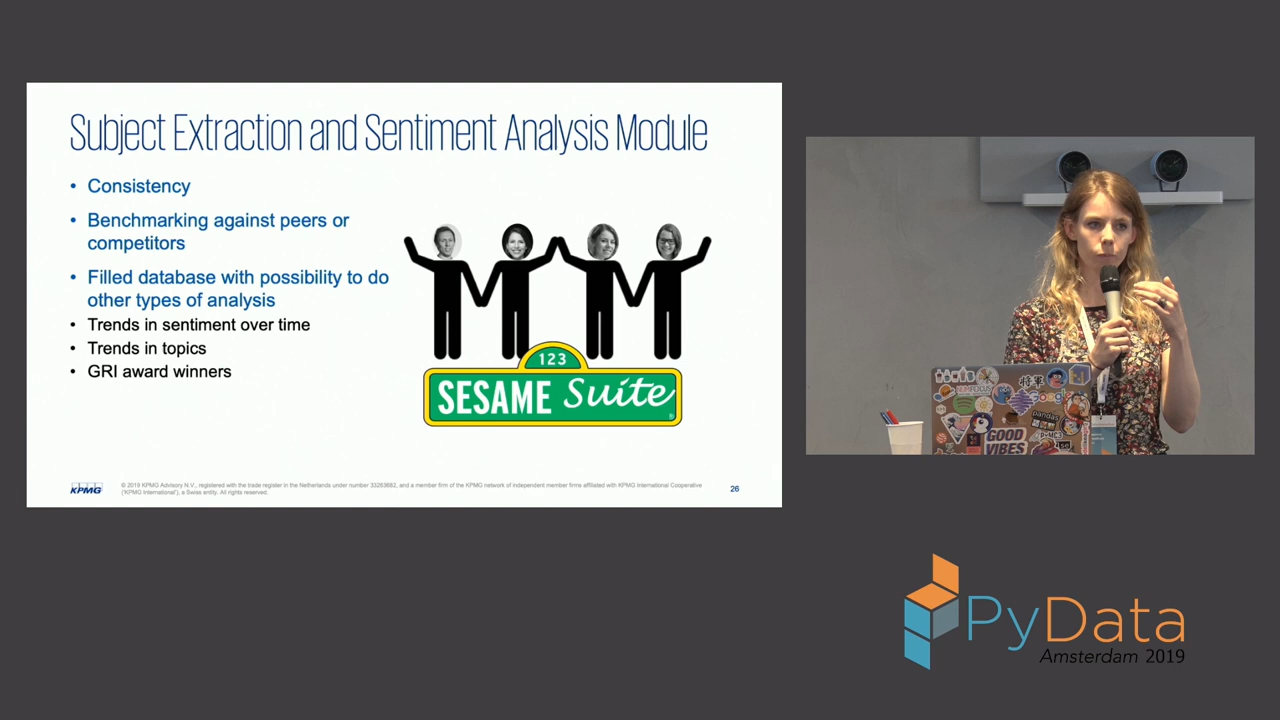 Subject Extraction and Sentiment Analysis Module
• Consistency
• Benchmarking against peers or
competitors
• Filled database with possibility to do
other types of analysis
• Trends in sentiment over time
• Trends in topics
• GRI award winners
123
SESAME Suite
KPMG
© 2019 KPMG Advisory N.V., registered with the trade register in the Netherlands under number 33263682, and a member firm of the KPMG network of independent member firms affiliated with KPMG International Cooperative
('KPMG International'), a Swiss entity. All rights reserved.
26
Google
pandas
GOOD
VIBES
PyData
Amsterdam 2019